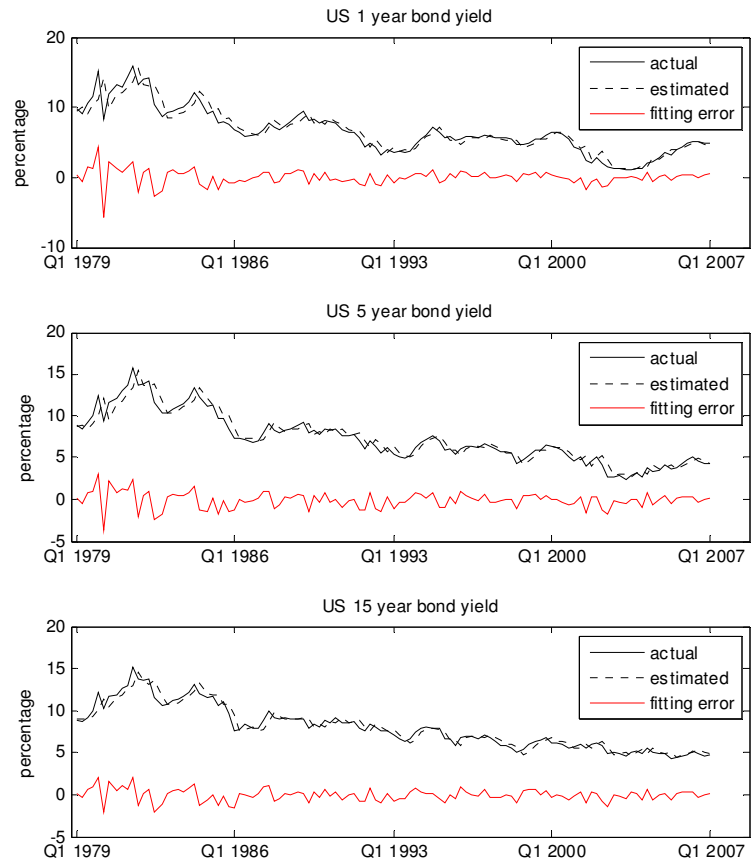 US 1 year bond yield
20
10
0
-10
percentage
actual
estimated
fitting error
Q1 1979
Q1 1986
Q1 1993
Q1 2000
Q1 2007
US 5 year bond yield
20
15
10
5
0
-5
percentage
actual
estimated
fitting error
Q1 1979
Q1 1986
Q1 1993
Q1 2000
Q1 2007
US 15 year bond yield
20
15
10
5
0
-5
percentage
actual
estimated
fitting error
Q1 1979
Q1 1986
Q1 1993
Q1 2000
Q1 2007